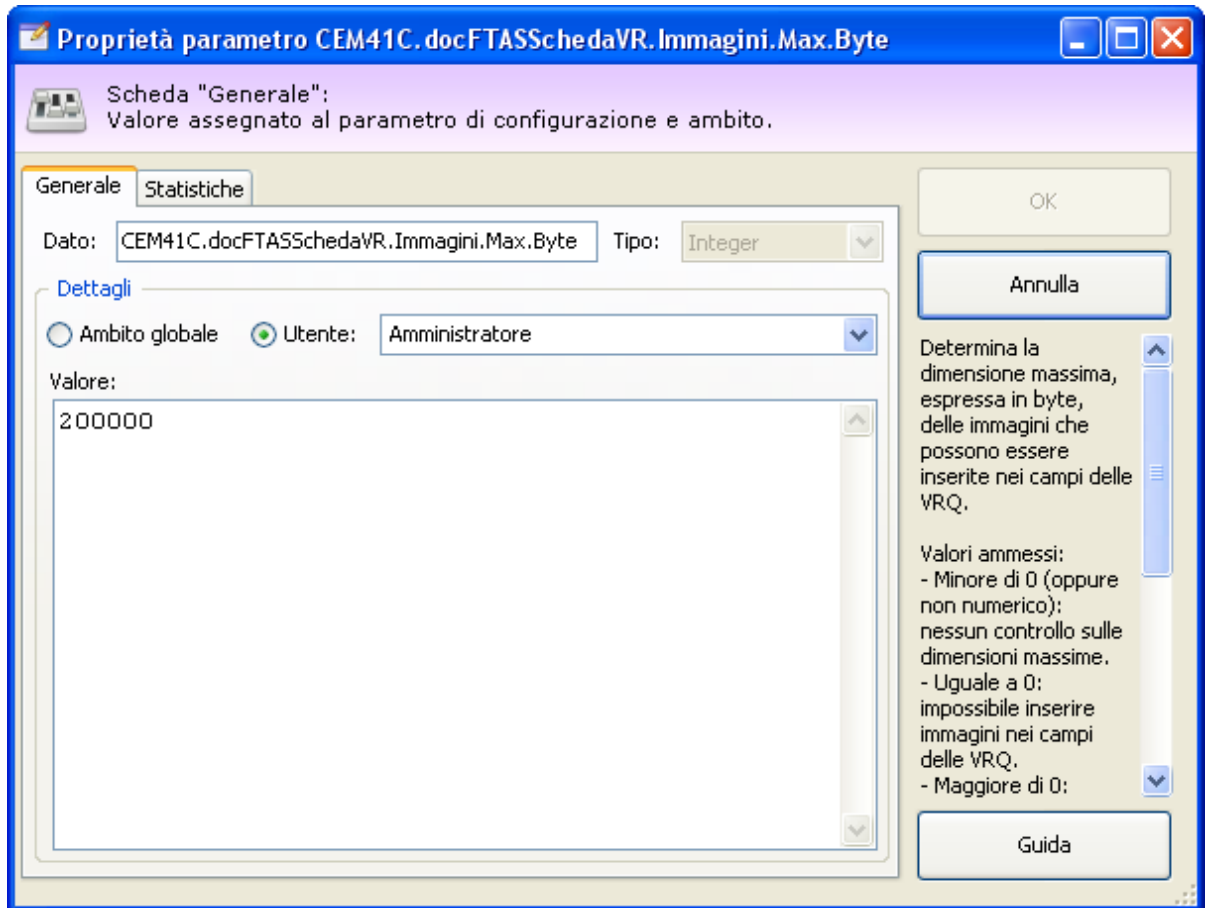 Proprietà parametro CEM41C.docFTASSchedaVR.Immagini.Max.Byte
Scheda "Generale":
Valore assegnato al parametro di configurazione e ambito.
Generale
Statistiche
Dato:
CEM41C.docFTASSchedaVR.Immagini.Max.Byte
Tipo:
Integer
Dettagli
Ambito globale
Utente:
Amministratore
Valore:
200000
OK
Annulla
Determina la
dimensione massima,
espressa in byte,
delle immagini che
possono essere
inserite nei campi delle
VRQ.
Valori ammessi:
- Minore di 0 (oppure
non numerico):
nessun controllo sulle
dimensioni massime.
- Uguale a 0:
impossibile inserire
immagini nei campi
delle VRQ.
- Maggiore di 0:
Guida